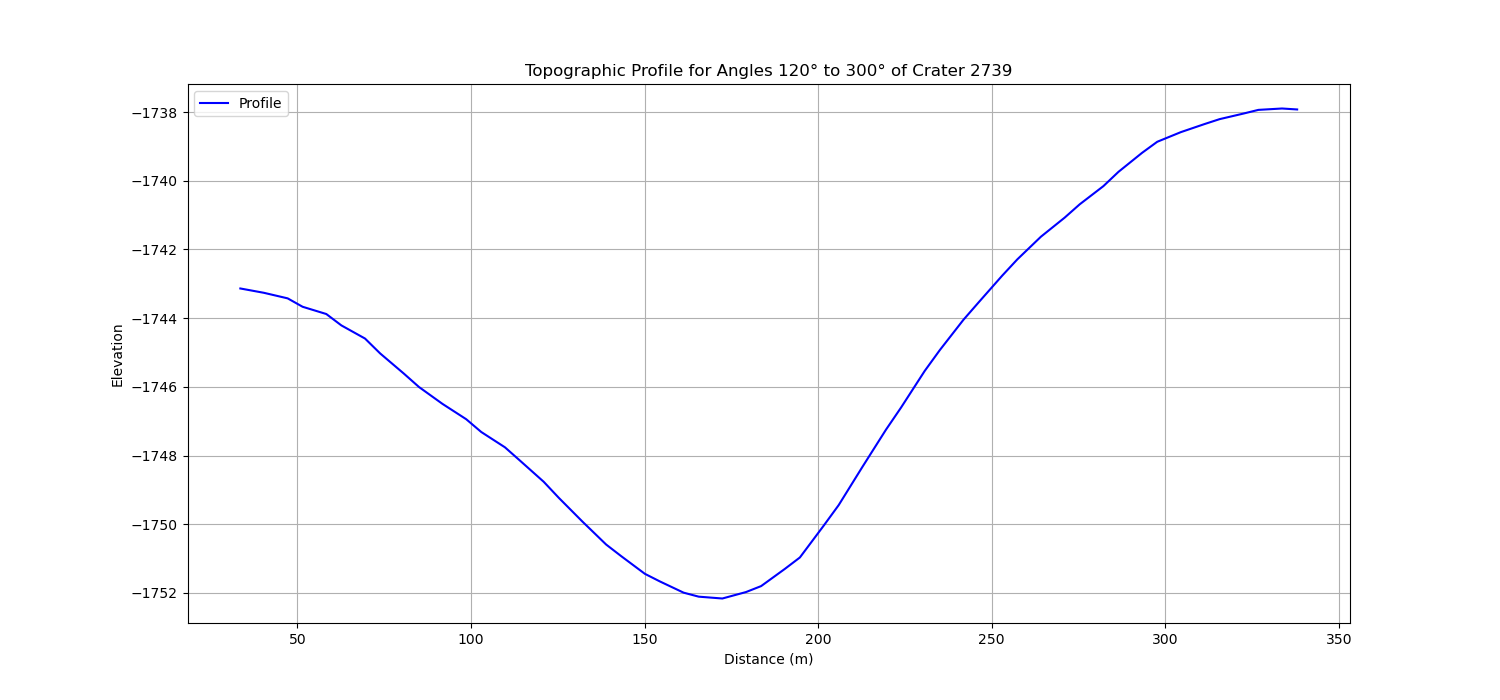 Topographic Profile for Angles 120° to 300° of Crater 2739
Profile
−1738
−1740
−1742
−1744
−1746
−1748
−1750
−1752
Elevation
50 100 150 200 250 300 350
Distance (m)